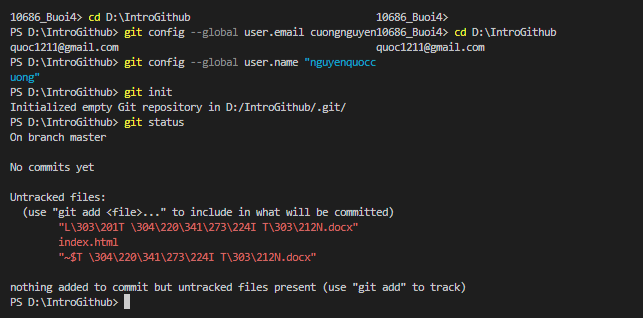 10686_Buoi4> cd D:\IntroGithub 10686_Buoi4>
PS D:\IntroGithub> git config --global user.email cuongnguyen10686_Buoi4> cd D:\IntroGithub
quoc1211@gmail.com quoc1211@gmail.com
PS D:\IntroGithub> git config --global user.name "nguyenquocc
uong"
PS D:\IntroGithub> git init
Initialized empty Git repository in D:/IntroGithub/.git/
PS D:\IntroGithub> git status
On branch master
No commits yet
Untracked files:
(use "git add <file>..." to include in what will be committed)
"L\303\201T \304\220\341\273\224I T\303\212N.docx"
index.html
"~$T \304\220\341\273\224I T\303\212N.docx"
nothing added to commit but untracked files present (use "git add" to track)
PS D:\IntroGithub>